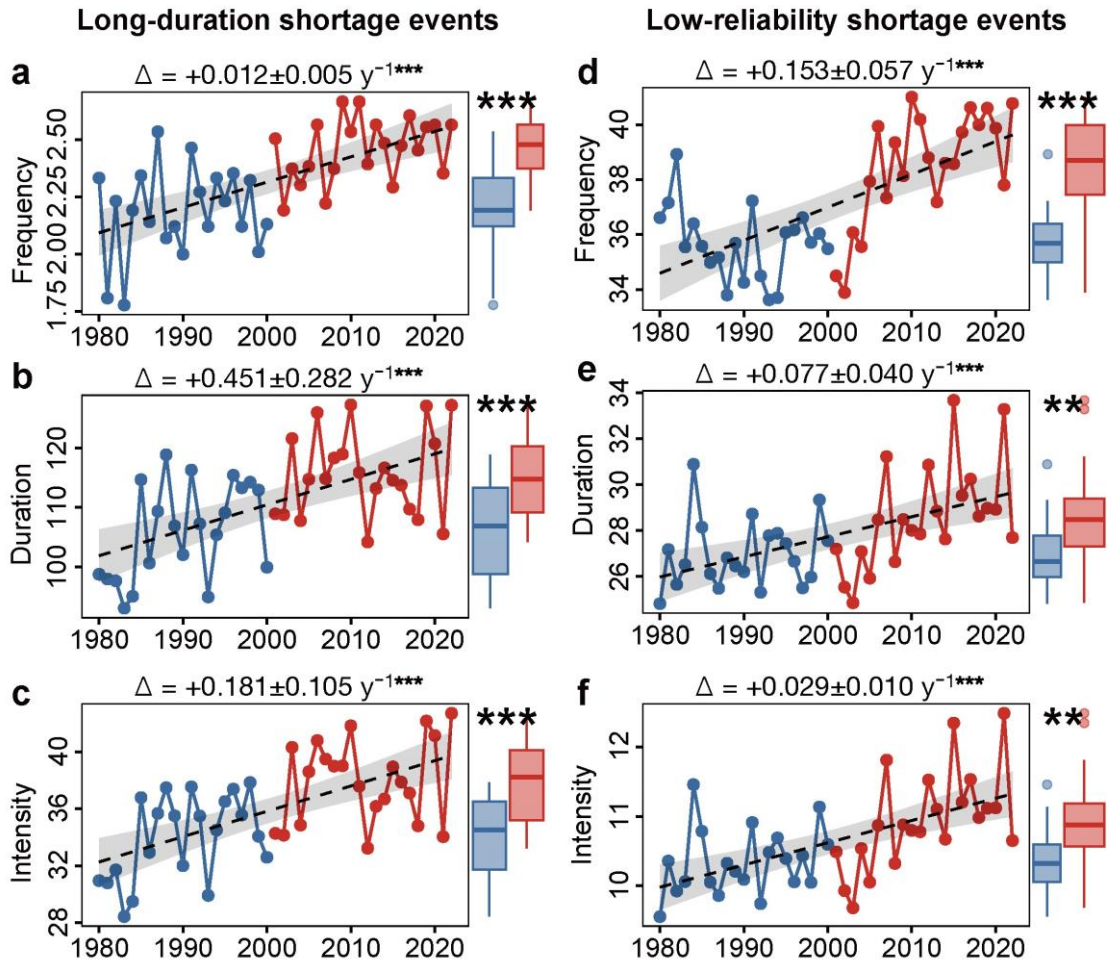 Long-duration shortage events
Low-reliability shortage events
a
Δ = +0.012±0.005 y⁻¹***
***
Frequency
1.75 2.00 2.25 2.50
1980 1990 2000 2010 2020
b
Δ = +0.451±0.282 y⁻¹***
***
Duration
100 110 120
1980 1990 2000 2010 2020
c
Δ = +0.181±0.105 y⁻¹***
***
Intensity
28 32 36 40
1980 1990 2000 2010 2020
d
Δ = +0.153±0.057 y⁻¹***
***
Frequency
34 36 38 40
1980 1990 2000 2010 2020
e
Δ = +0.077±0.040 y⁻¹***
**
Duration
26 28 30 32 34
1980 1990 2000 2010 2020
f
Δ = +0.029±0.010 y⁻¹***
**
Intensity
10 11 12
1980 1990 2000 2010 2020